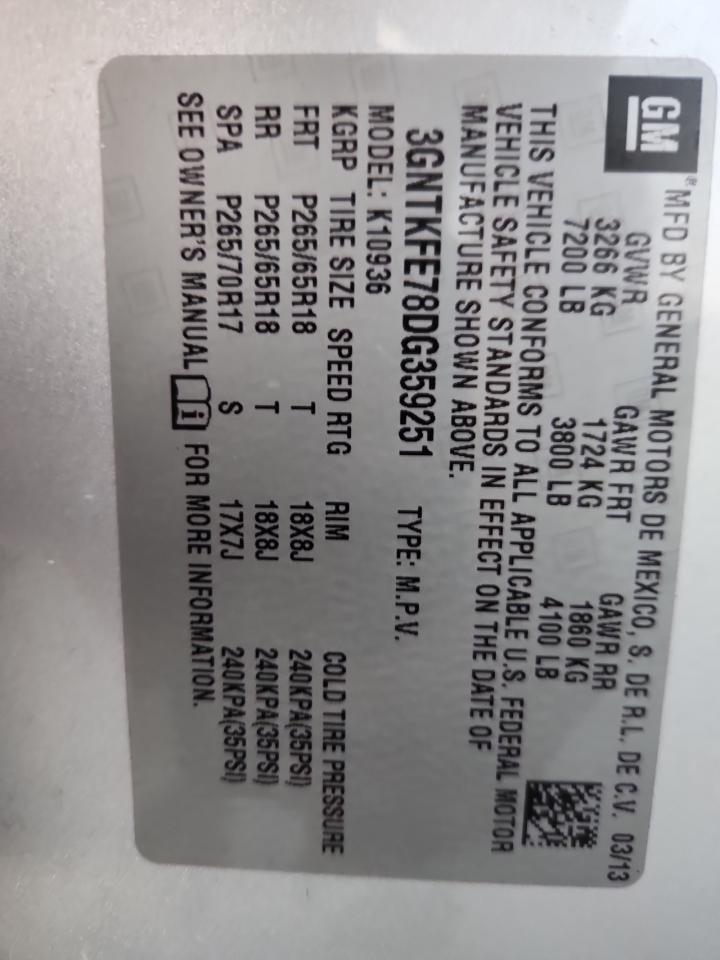 GM ® MFD BY GENERAL MOTORS DE MEXICO, S. DE R.L. DE C.V. 03/13
GVWR GAWR FRT GAWR RR
3266 KG 1724 KG 1860 KG
7200 LB 3800 LB 4100 LB
THIS VEHICLE CONFORMS TO ALL APPLICABLE U.S. FEDERAL MOTOR
VEHICLE SAFETY STANDARDS IN EFFECT ON THE DATE OF
MANUFACTURE SHOWN ABOVE.
3GNTKFE78DG359251 TYPE: M.P.V.
MODEL: K10936
KGRP TIRE SIZE SPEED RTG RIM COLD TIRE PRESSURE
FRT P265/65R18 T 18X8J 240KPA(35PSI)
RR P265/65R18 T 18X8J 240KPA(35PSI)
SPA P265/70R17 S 17X7J 240KPA(35PSI)
SEE OWNER'S MANUAL i FOR MORE INFORMATION.